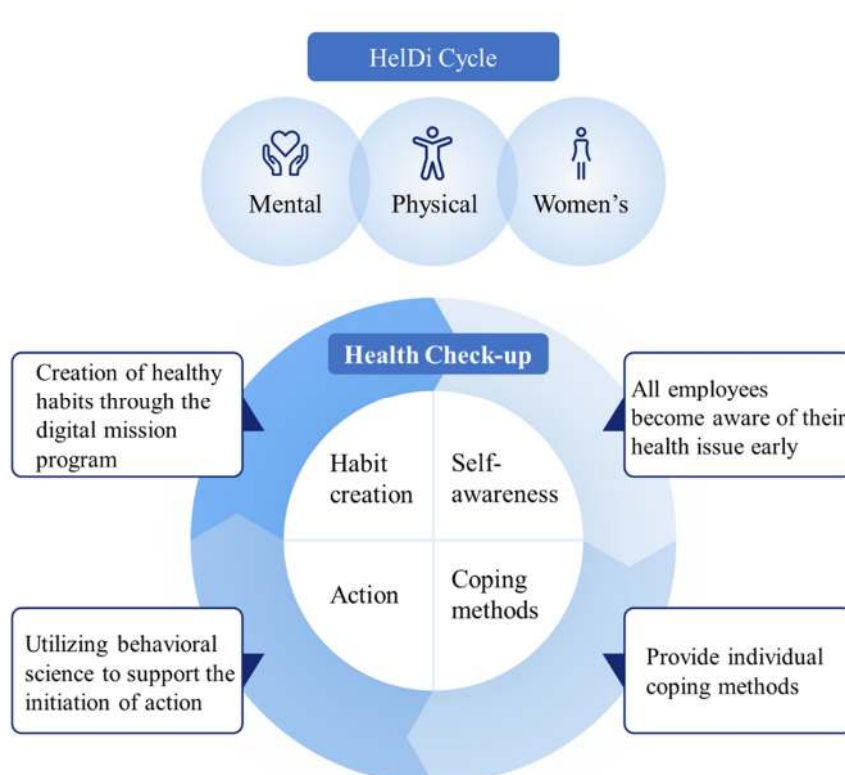 HelDi Cycle
Mental
Physical
Women's
Health Check-up
Creation of healthy
habits through the
digital mission
program
All employees
become aware of their
health issue early
Habit
creation
Self-
awareness
Action
Coping
methods
Utilizing behavioral
science to support the
initiation of action
Provide individual
coping methods